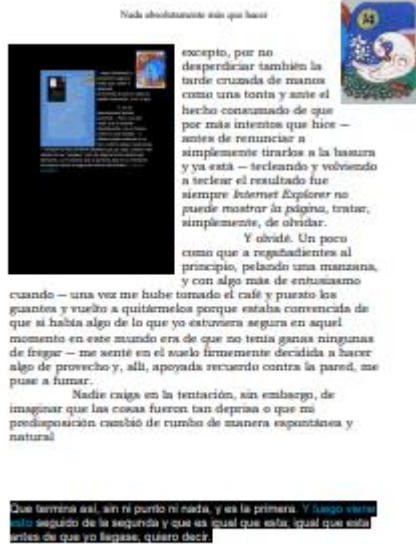 Nada absolutamente más que hacer
14
excepto, por no
desperdiciar también la
tarde cruzada de manos
como una tonta y ante el
hecho consumado de que
por más intentos que hice —
antes de renunciar a
simplemente tirarlos a la basura
y ya está — tecleando y volviendo
a teclear el resultado fue
siempre Internet Explorer no
puede mostrar la página, tratar,
simplemente, de olvidar.
Y olvidé. Un poco
como que a regañadientes al
principio, pelando una manzana,
y con algo más de entusiasmo
cuando — una vez me hube tomado el café y puesto los
guantes y vuelto a quitármelos porque estaba convencida de
que si había algo de lo que yo estuviera segura en aquel
momento en este mundo era de que no tenía ganas ningunas
de fregar — me senté en el suelo firmemente decidida a hacer
algo de provecho y, allí, apoyada recuerdo contra la pared, me
puse a fumar.
Nadie caiga en la tentación, sin embargo, de
imaginar que las cosas fueron tan deprisa o que mi
predisposición cambió de rumbo de manera espontánea y
natural
Que termina así, sin ni punto ni nada, y es la primera. Y luego viene
esto seguido de la segunda y que es igual que esta; igual que esta
antes de que yo llegase, quiero decir.